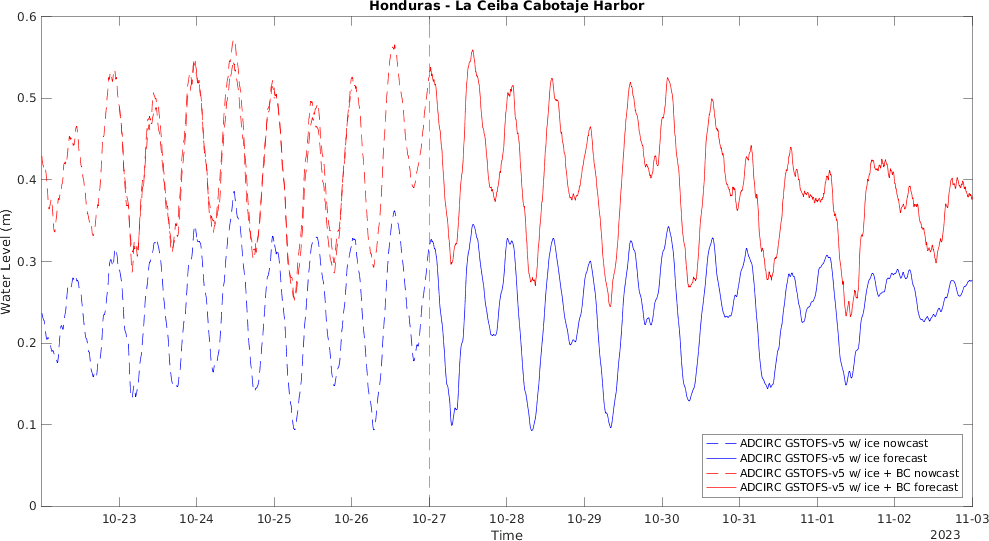 Honduras - La Ceiba Cabotaje Harbor
0.6
0.5
0.4
0.3
0.2
0.1
0
Water Level (m)
10-23 10-24 10-25 10-26 10-27 10-28 10-29 10-30 10-31 11-01 11-02 11-03
Time
2023
ADCIRC GSTOFS-v5 w/ ice nowcast
ADCIRC GSTOFS-v5 w/ ice forecast
ADCIRC GSTOFS-v5 w/ ice + BC nowcast
ADCIRC GSTOFS-v5 w/ ice + BC forecast